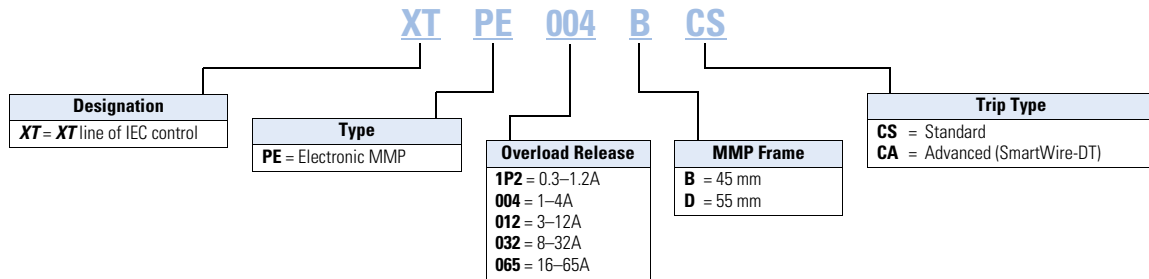 XT PE 004 B CS
Designation
XT = XT line of IEC control
Type
PE = Electronic MMP
Overload Release
1P2 = 0.3–1.2A
004 = 1–4A
012 = 3–12A
032 = 8–32A
065 = 16–65A
MMP Frame
B = 45 mm
D = 55 mm
Trip Type
CS = Standard
CA = Advanced (SmartWire-DT)